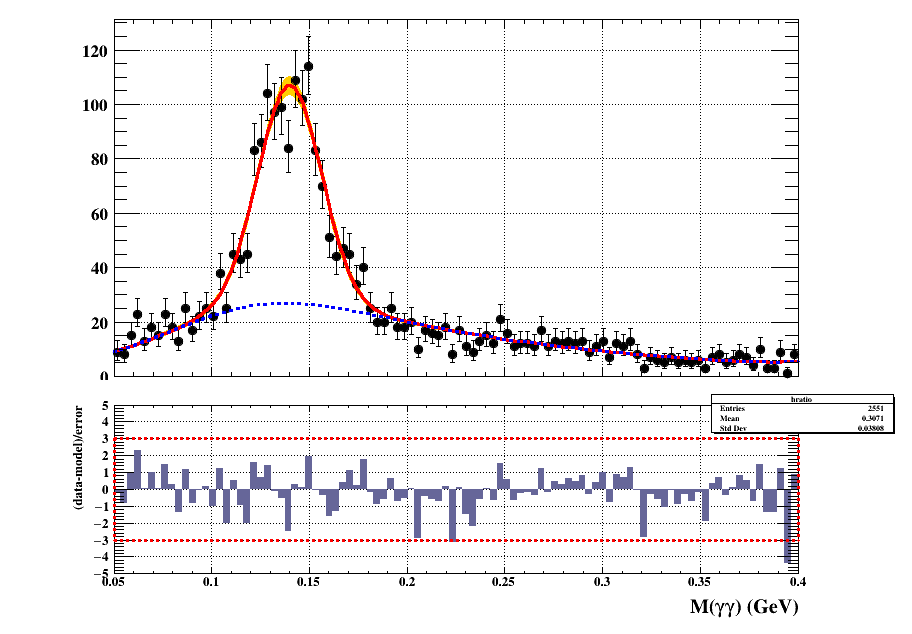 120
100
80
60
40
20
0
(data-model)/error
5
4
3
2
1
0
−1
−2
−3
−4
−5
hratio
Entries 2551
Mean 0.3071
Std Dev 0.03808
0.05 0.1 0.15 0.2 0.25 0.3 0.35 0.4
M(γγ) (GeV)